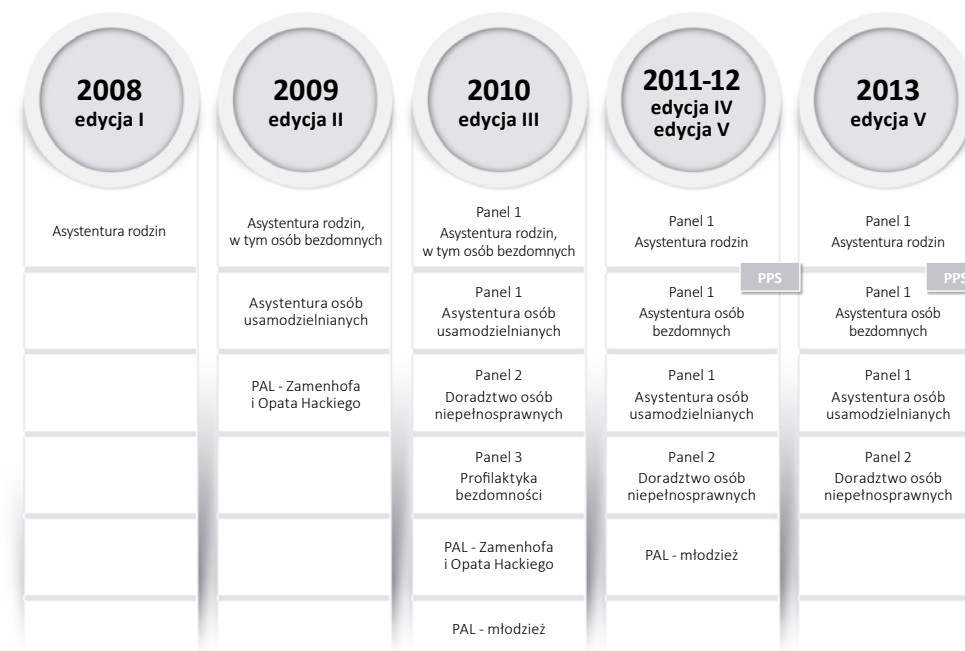 2008
edycja I
Asystentura rodzin
2009
edycja II
Asystentura rodzin,
w tym osób bezdomnych
Asystentura osób
usamodzielnianych
PAL - Zamenhofa
i Opata Hackiego
2010
edycja III
Panel 1
Asystentura rodzin,
w tym osób bezdomnych
Panel 1
Asystentura osób
usamodzielnianych
Panel 2
Doradztwo osób
niepełnosprawnych
Panel 3
Profilaktyka
bezdomności
PAL - Zamenhofa
i Opata Hackiego
PAL - młodzież
2011-12
edycja IV
edycja V
Panel 1
Asystentura rodzin
PPS
Panel 1
Asystentura osób
bezdomnych
Panel 1
Asystentura osób
usamodzielnianych
Panel 2
Doradztwo osób
niepełnosprawnych
PAL - młodzież
2013
edycja V
Panel 1
Asystentura rodzin
PPS
Panel 1
Asystentura osób
bezdomnych
Panel 1
Asystentura osób
usamodzielnianych
Panel 2
Doradztwo osób
niepełnosprawnych